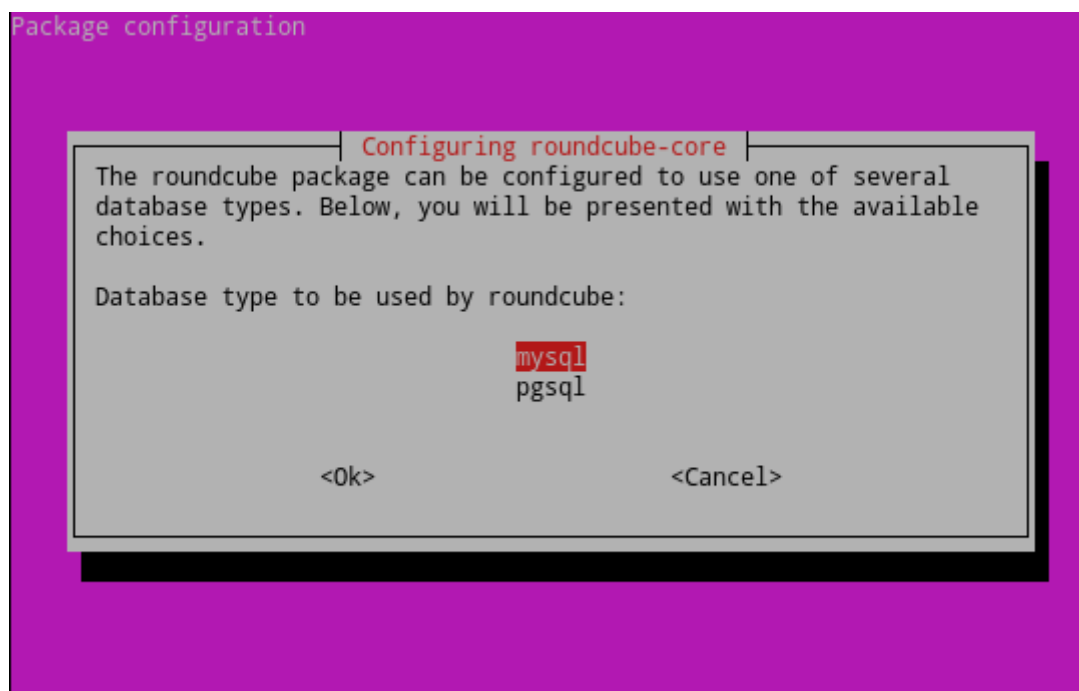 Package configuration
Configuring roundcube-core
The roundcube package can be configured to use one of several
database types. Below, you will be presented with the available
choices.
Database type to be used by roundcube:
mysql
pgsql
<Ok> <Cancel>